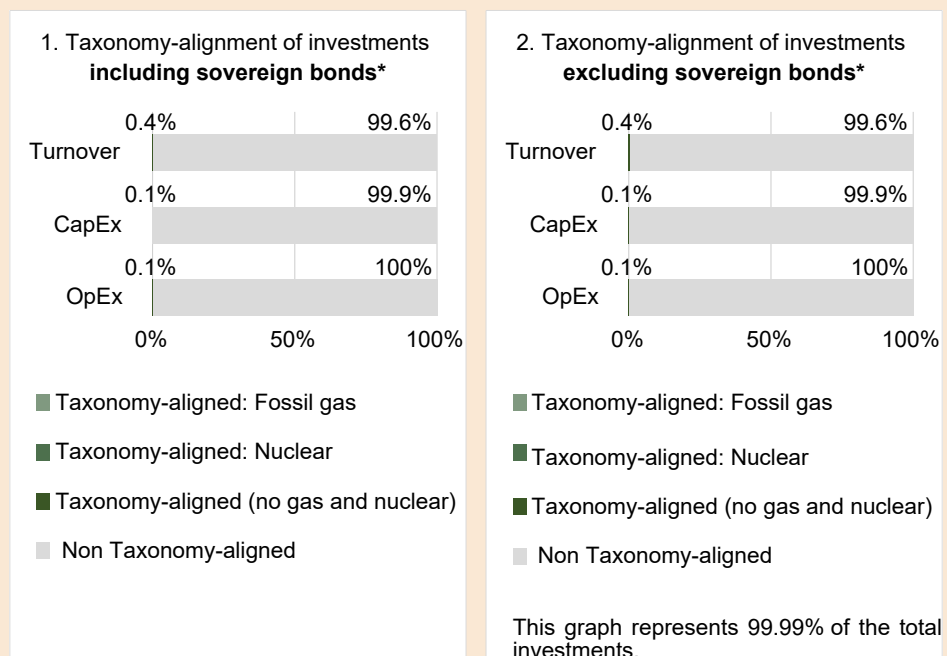 1. Taxonomy-alignment of investments
including sovereign bonds*
0.4% 99.6%
Turnover
0.1% 99.9%
CapEx
0.1% 100%
OpEx
0% 50% 100%
Taxonomy-aligned: Fossil gas
Taxonomy-aligned: Nuclear
Taxonomy-aligned (no gas and nuclear)
Non Taxonomy-aligned
2. Taxonomy-alignment of investments
excluding sovereign bonds*
0.4% 99.6%
Turnover
0.1% 99.9%
CapEx
0.1% 100%
OpEx
0% 50% 100%
Taxonomy-aligned: Fossil gas
Taxonomy-aligned: Nuclear
Taxonomy-aligned (no gas and nuclear)
Non Taxonomy-aligned
This graph represents 99.99% of the total
investments.